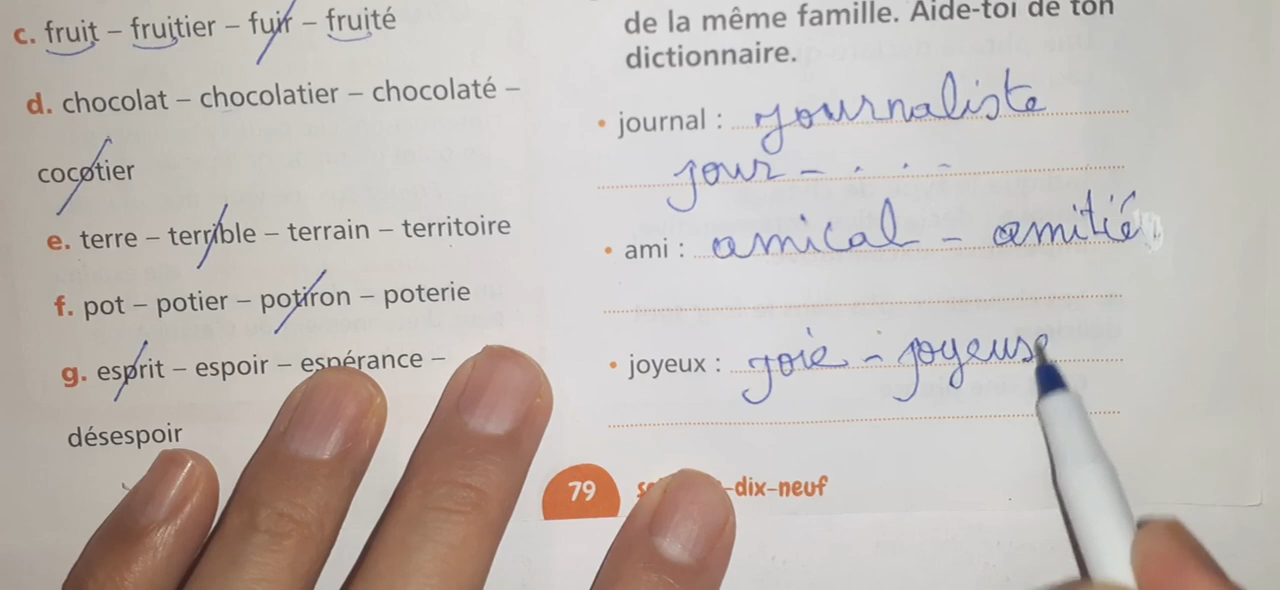 c. fruit – fruitier – fuir – fruité
d. chocolat – chocolatier – chocolaté –
cocotier
e. terre – terrible – terrain – territoire
f. pot – potier – potiron – poterie
g. esprit – espoir – espérance –
désespoir
de la même famille. Aide-toi de ton
dictionnaire.
• journal : journaliste
jour - . . -
• ami : amical - amitié
• joyeux : joie - joyeuse
79 -dix-neuf